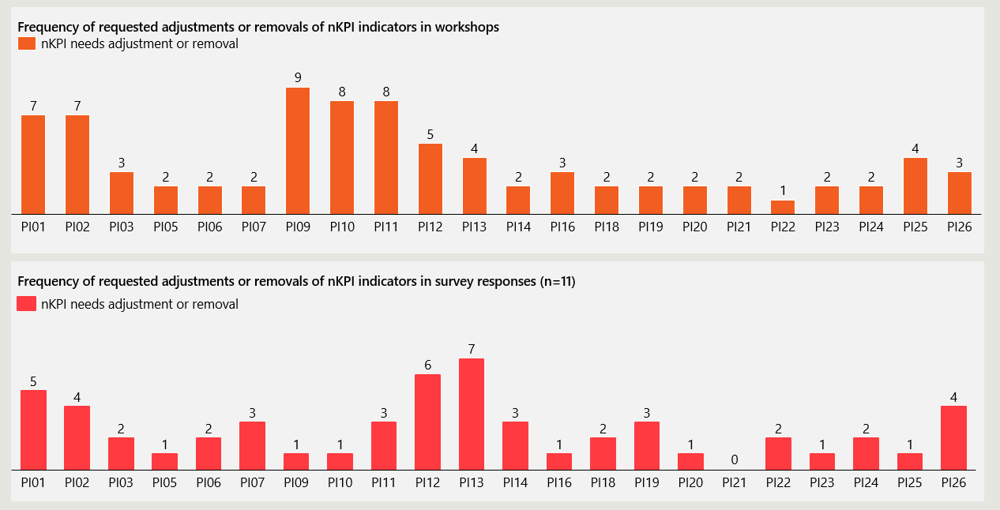 Frequency of requested adjustments or removals of nKPI indicators in workshops
nKPI needs adjustment or removal
7 7 3 2 2 2 9 8 8 5 4 2 3 2 2 2 2 1 2 2 4 3
PI01 PI02 PI03 PI05 PI06 PI07 PI09 PI10 PI11 PI12 PI13 PI14 PI16 PI18 PI19 PI20 PI21 PI22 PI23 PI24 PI25 PI26
Frequency of requested adjustments or removals of nKPI indicators in survey responses (n=11)
nKPI needs adjustment or removal
5 4 2 1 2 3 1 1 3 6 7 3 1 2 3 1 0 2 1 2 1 4
PI01 PI02 PI03 PI05 PI06 PI07 PI09 PI10 PI11 PI12 PI13 PI14 PI16 PI18 PI19 PI20 PI21 PI22 PI23 PI24 PI25 PI26